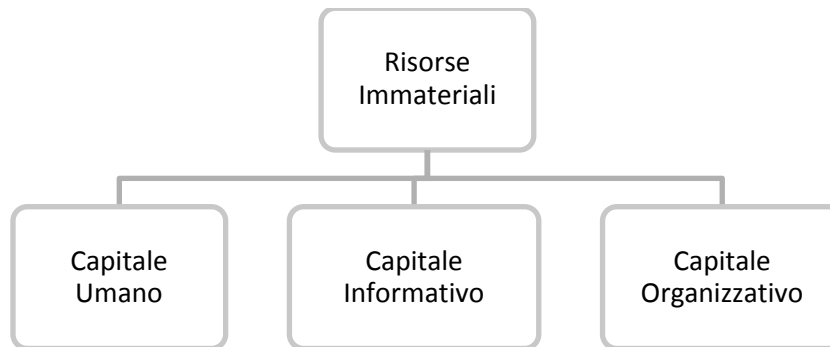 Risorse
Immateriali
Capitale
Umano
Capitale
Informativo
Capitale
Organizzativo